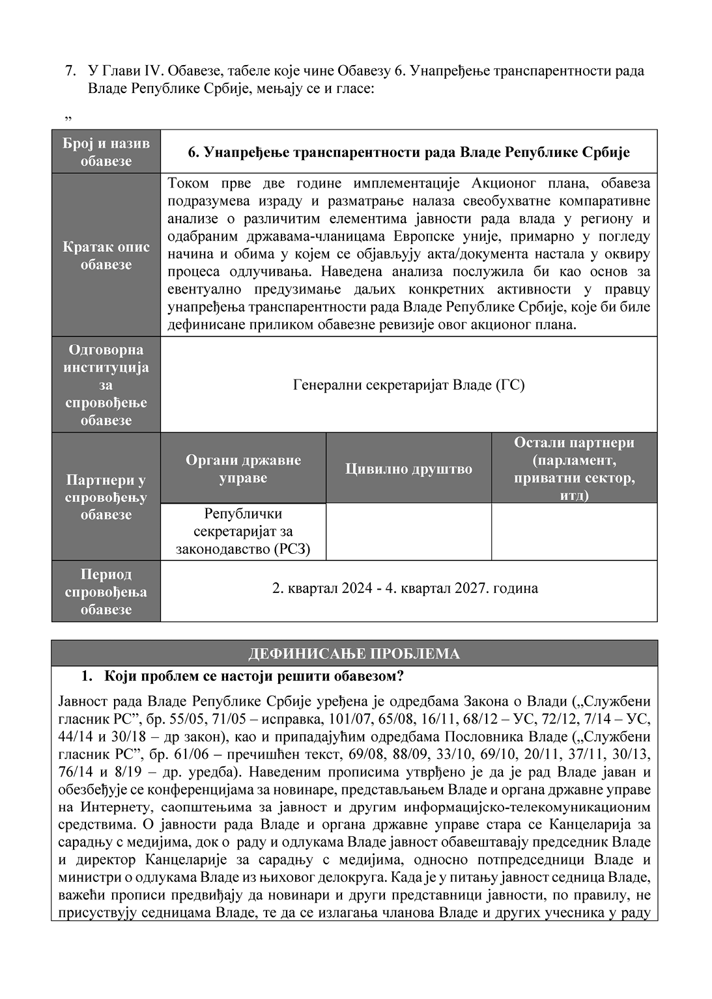 7. У Глави IV. Обавезе, табеле које чине Обавезу 6. Унапређење транспарентности рада
Владе Републике Србије, мењају се и гласе:
„
Број и назив
обавезе
6. Унапређење транспарентности рада Владе Републике Србије
Кратак опис
обавезе
Током прве две године имплементације Акционог плана, обавеза
подразумева израду и разматрање налаза свеобухватне компаративне
анализе о различитим елементима јавности рада влада у региону и
одабраним државама-чланицама Европске уније, примарно у погледу
начина и обима у којем се објављују акта/документа настала у оквиру
процеса одлучивања. Наведена анализа послужила би као основ за
евентуално предузимање даљих конкретних активности у правцу
унапређења транспарентности рада Владе Републике Србије, које би биле
дефинисане приликом обавезне ревизије овог акционог плана.
Одговорна
институција
за
спровођење
обавезе
Генерални секретаријат Владе (ГС)
Партнери у
спровођењу
обавезе
Органи државне
управе
Цивилно друштво
Остали партнери
(парламент,
приватни сектор,
итд)
Републички
секретаријат за
законодавство (РСЗ)
Период
спровођења
обавезе
2. квартал 2024 - 4. квартал 2027. година
ДЕФИНИСАЊЕ ПРОБЛЕМА
1. Који проблем се настоји решити обавезом?
Јавност рада Владе Републике Србије уређена је одредбама Закона о Влади („Службени
гласник РС”, бр. 55/05, 71/05 – исправка, 101/07, 65/08, 16/11, 68/12 – УС, 72/12, 7/14 – УС,
44/14 и 30/18 – др закон), као и припадајућим одредбама Пословника Владе („Службени
гласник РС”, бр. 61/06 – пречишћен текст, 69/08, 88/09, 33/10, 69/10, 20/11, 37/11, 30/13,
76/14 и 8/19 – др. уредба). Наведеним прописима утврђено је да је рад Владе јаван и
обезбеђује се конференцијама за новинаре, представљањем Владе и органа државне управе
на Интернету, саопштењима за јавност и другим информацијско-телекомуникационим
средствима. О јавности рада Владе и органа државне управе стара се Канцеларија за
сарадњу с медијима, док о раду и одлукама Владе јавност обавештавају председник Владе
и директор Канцеларије за сарадњу с медијима, односно потпредседници Владе и
министри о одлукама Владе из њиховог делокруга. Када је у питању јавност седница Владе,
важећи прописи предвиђају да новинари и други представници јавности, по правилу, не
присуствују седницама Владе, те да се излагања чланова Владе и других учесника у раду